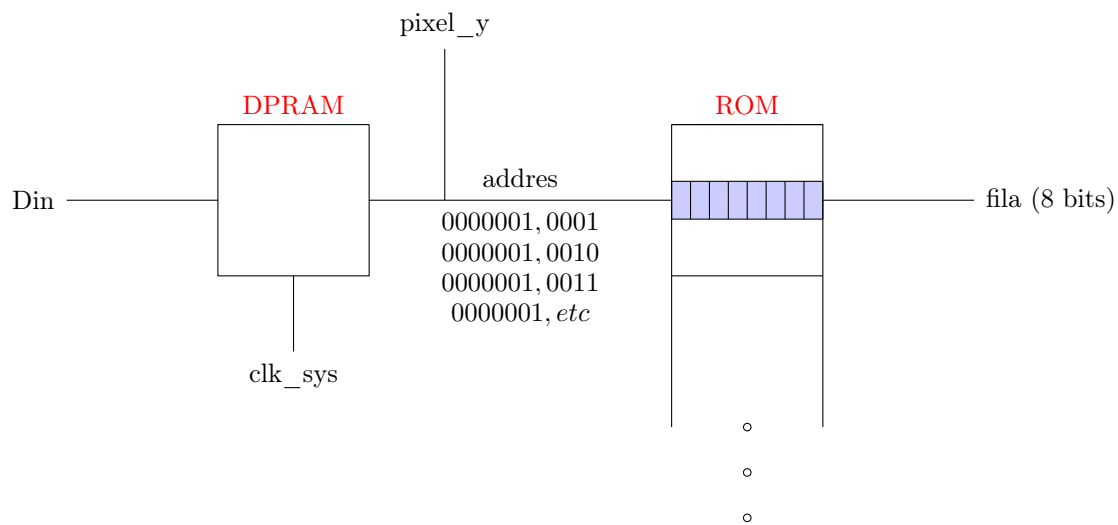 pixel_y
DPRAM
ROM
Din
addres
fila (8 bits)
0000001, 0001
0000001, 0010
0000001, 0011
0000001, etc
clk_sys